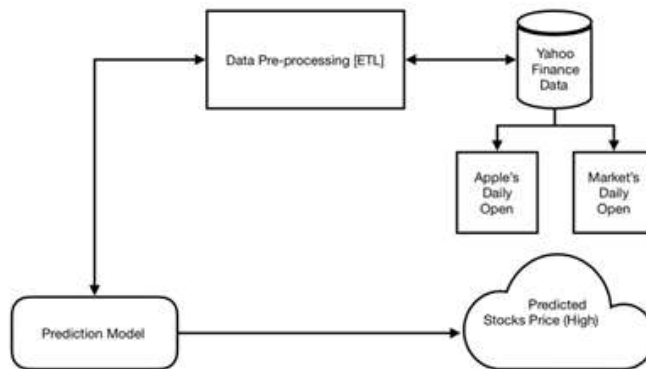 Data Pre-processing [ETL]
Yahoo
Finance
Data
Apple's
Daily
Open
Market's
Daily
Open
Prediction Model
Predicted
Stocks Price (High)